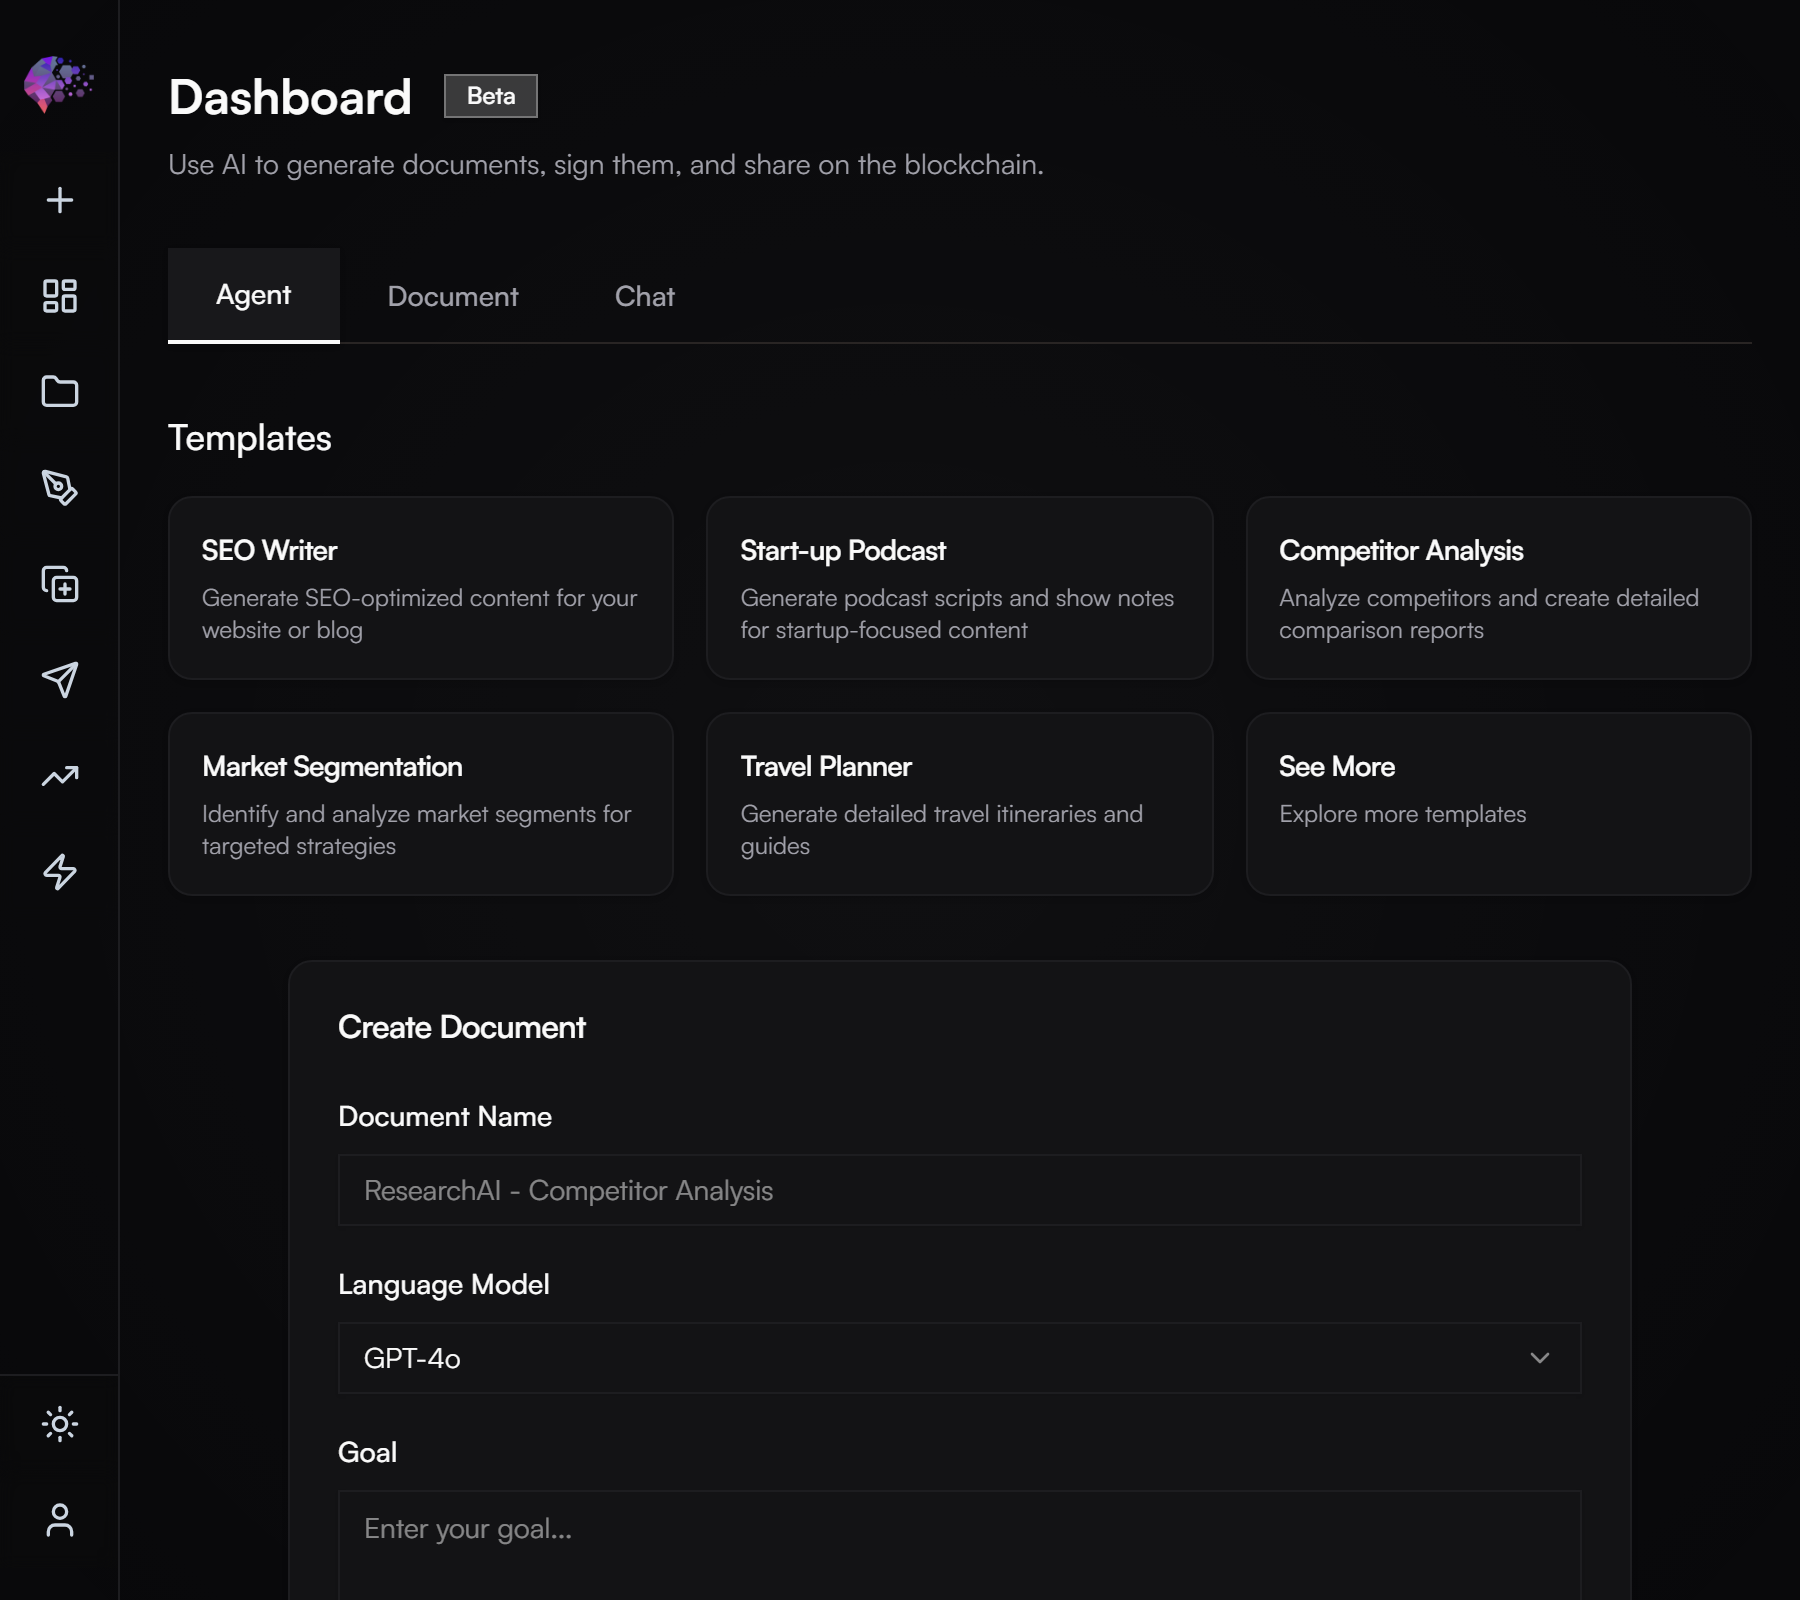 Dashboard
Beta
Use AI to generate documents, sign them, and share on the blockchain.
Agent
Document
Chat
Templates
SEO Writer
Generate SEO-optimized content for your
website or blog
Start-up Podcast
Generate podcast scripts and show notes
for startup-focused content
Competitor Analysis
Analyze competitors and create detailed
comparison reports
Market Segmentation
Identify and analyze market segments for
targeted strategies
Travel Planner
Generate detailed travel itineraries and
guides
See More
Explore more templates
Create Document
Document Name
ResearchAI - Competitor Analysis
Language Model
GPT-4o
Goal
Enter your goal...